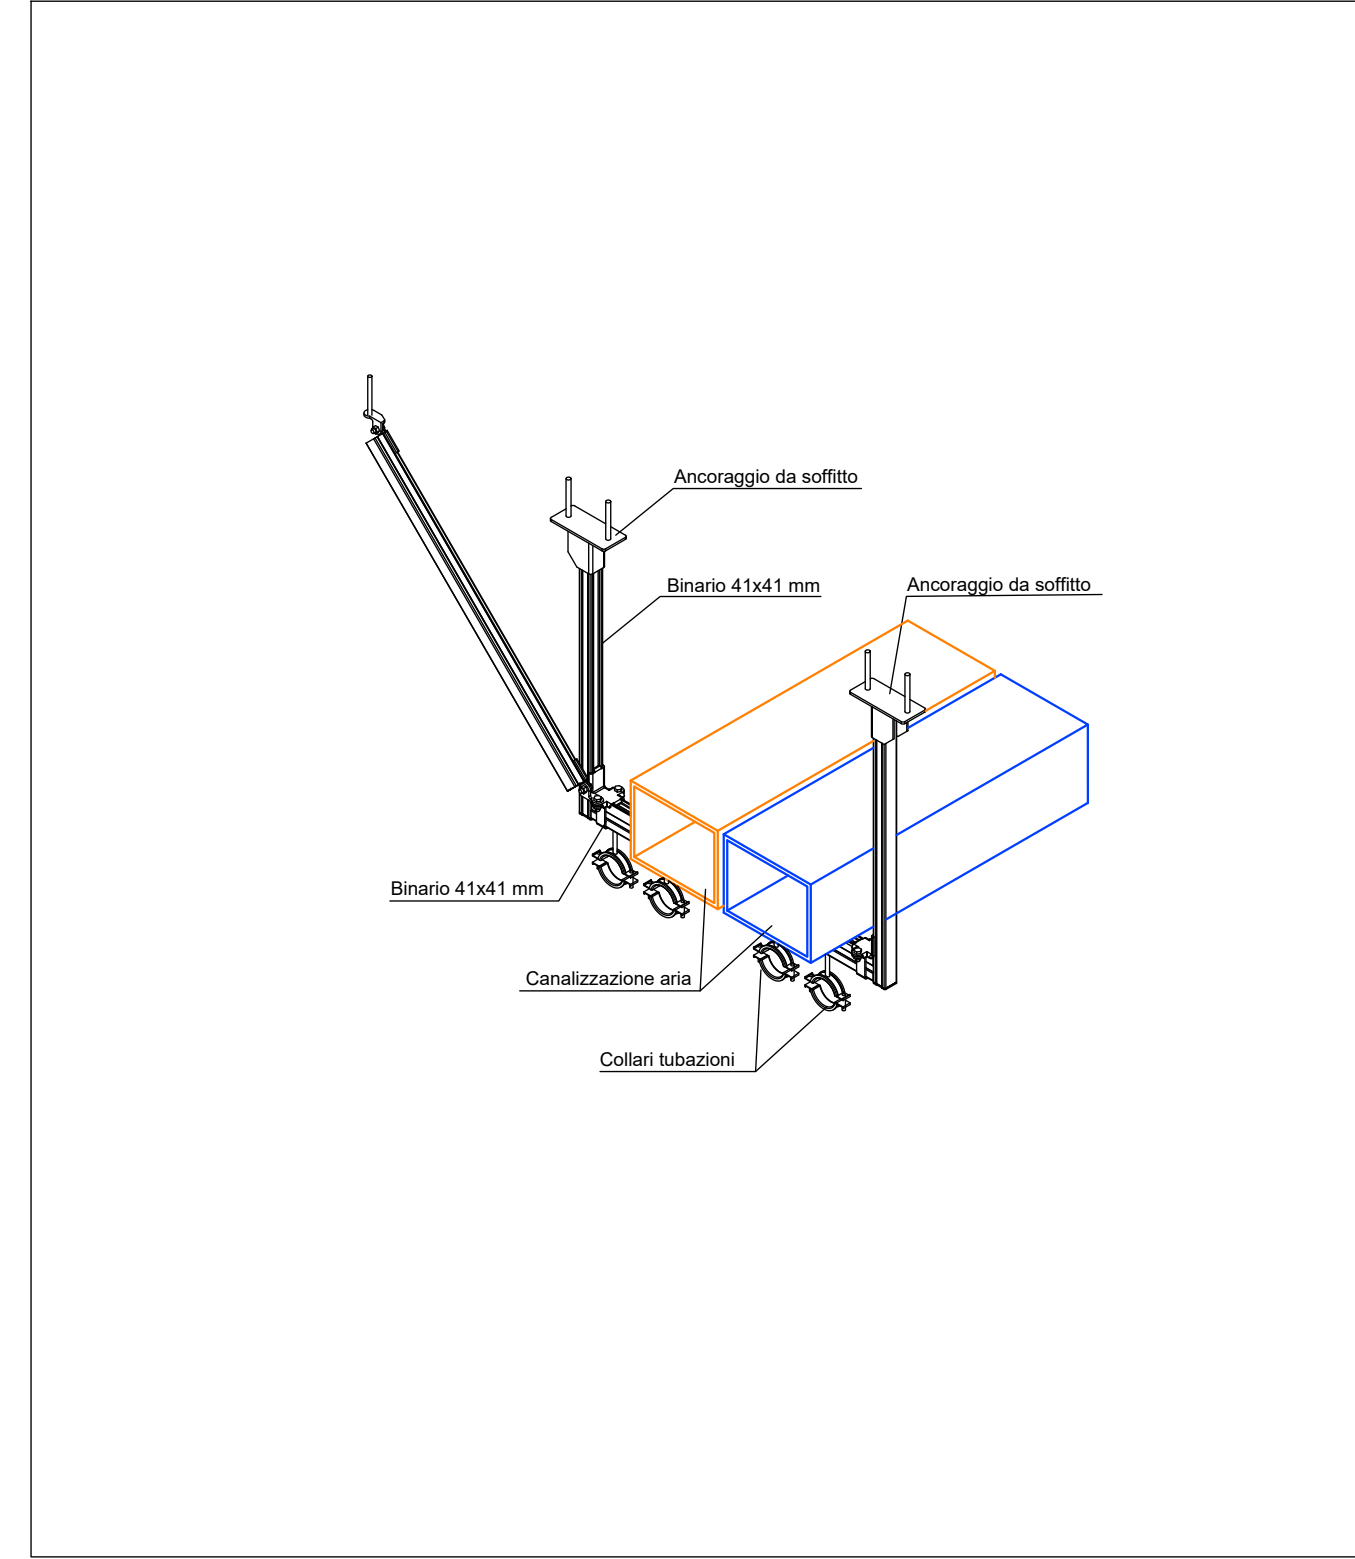 Ancoraggio da soffitto
Binario 41x41 mm
Ancoraggio da soffitto
Binario 41x41 mm
Canalizzazione aria
Collari tubazioni